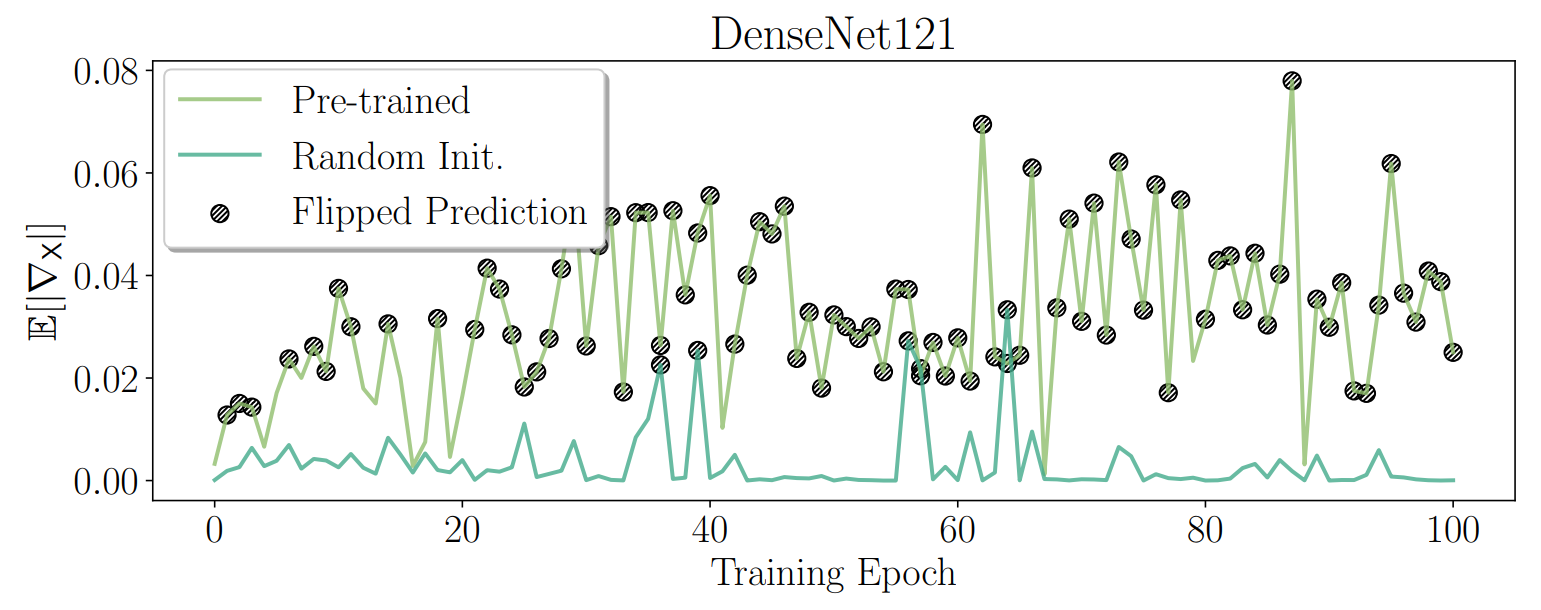 DenseNet121
0.08
0.06
0.04
0.02
0.00
𝔼[|∇x|]
Pre-trained
Random Init.
Flipped Prediction
0 20 40 60 80 100
Training Epoch